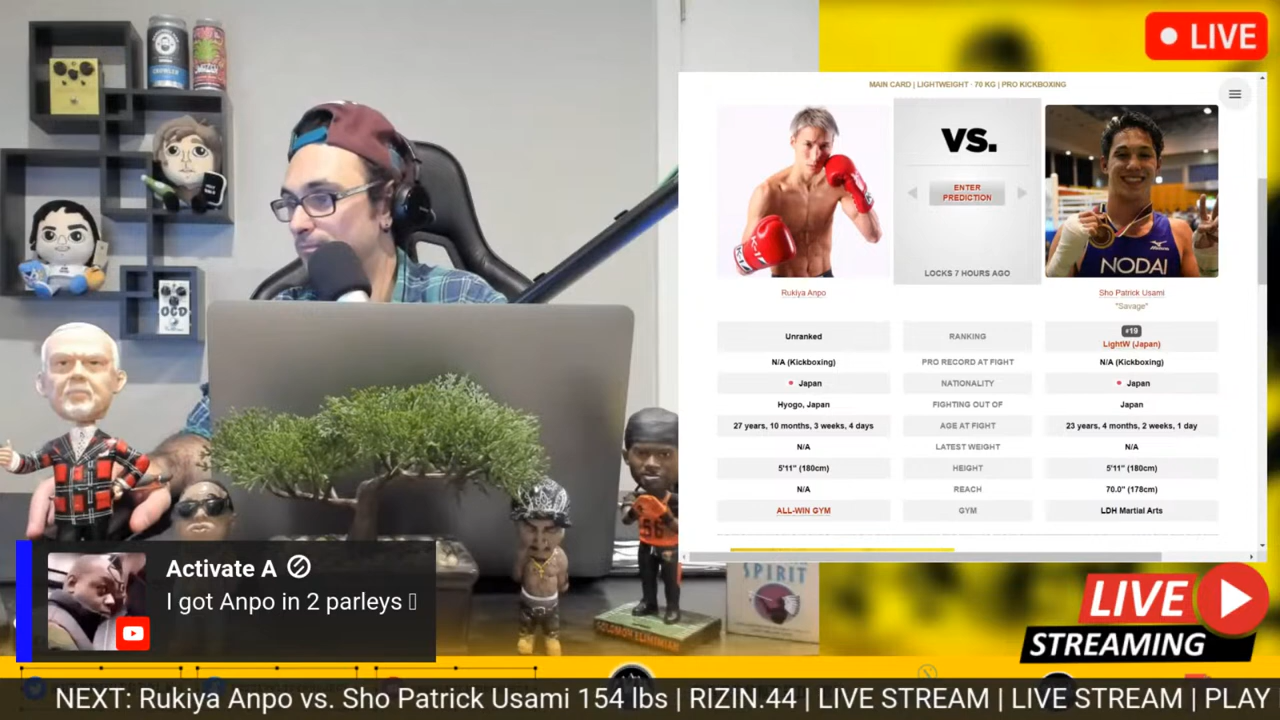 LIVE
MAIN CARD | LIGHTWEIGHT · 70 KG | PRO KICKBOXING
VS.
ENTER
PREDICTION
LOCKS 7 HOURS AGO
NODAI
Rukiya Anpo
Sho Patrick Usami
"Savage"
Unranked
RANKING
#19
LightW (Japan)
N/A (Kickboxing)
PRO RECORD AT FIGHT
N/A (Kickboxing)
Japan
NATIONALITY
Japan
Hyogo, Japan
FIGHTING OUT OF
Japan
27 years, 10 months, 3 weeks, 4 days
AGE AT FIGHT
23 years, 4 months, 2 weeks, 1 day
N/A
LATEST WEIGHT
N/A
5'11" (180cm)
HEIGHT
5'11" (180cm)
N/A
REACH
70.0" (178cm)
ALL-WIN GYM
GYM
LDH Martial Arts
OCD
56
SOLOMON ELIMIMIAN
SPIRIT
Activate A
I got Anpo in 2 parleys
LIVE
STREAMING
NEXT: Rukiya Anpo vs. Sho Patrick Usami 154 lbs | RIZIN.44 | LIVE STREAM | LIVE STREAM | PLAY